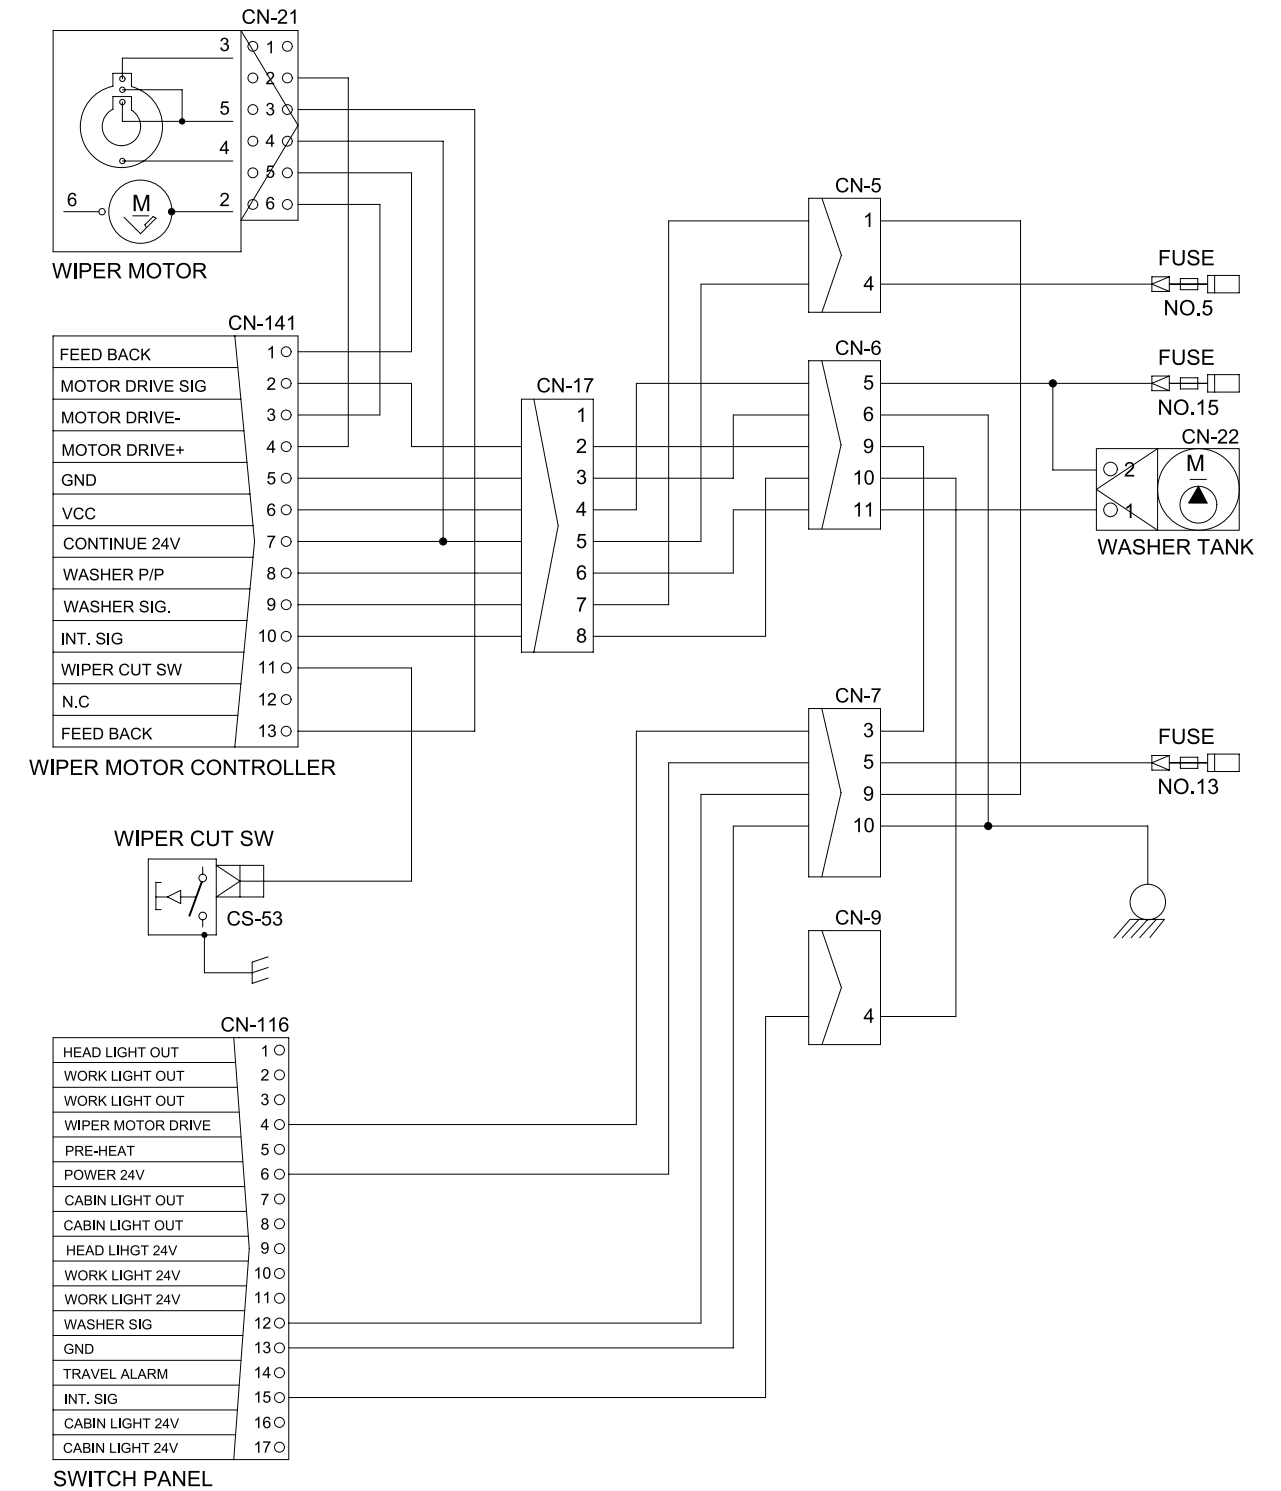 CN-21
3
5
4
6
M
2
1
2
3
4
5
6
WIPER MOTOR
CN-141
FEED BACK 1
MOTOR DRIVE SIG 2
MOTOR DRIVE- 3
MOTOR DRIVE+ 4
GND 5
VCC 6
CONTINUE 24V 7
WASHER P/P 8
WASHER SIG. 9
INT. SIG 10
WIPER CUT SW 11
N.C 12
FEED BACK 13
WIPER MOTOR CONTROLLER
WIPER CUT SW
CS-53
CN-116
HEAD LIGHT OUT 1
WORK LIGHT OUT 2
WORK LIGHT OUT 3
WIPER MOTOR DRIVE 4
PRE-HEAT 5
POWER 24V 6
CABIN LIGHT OUT 7
CABIN LIGHT OUT 8
HEAD LIHGT 24V 9
WORK LIGHT 24V 10
WORK LIGHT 24V 11
WASHER SIG 12
GND 13
TRAVEL ALARM 14
INT. SIG 15
CABIN LIGHT 24V 16
CABIN LIGHT 24V 17
SWITCH PANEL
CN-17
1
2
3
4
5
6
7
8
CN-5
1
4
CN-6
5
6
9
10
11
CN-7
3
5
9
10
CN-9
4
FUSE
NO.5
FUSE
NO.15
CN-22
2
M
1
WASHER TANK
FUSE
NO.13